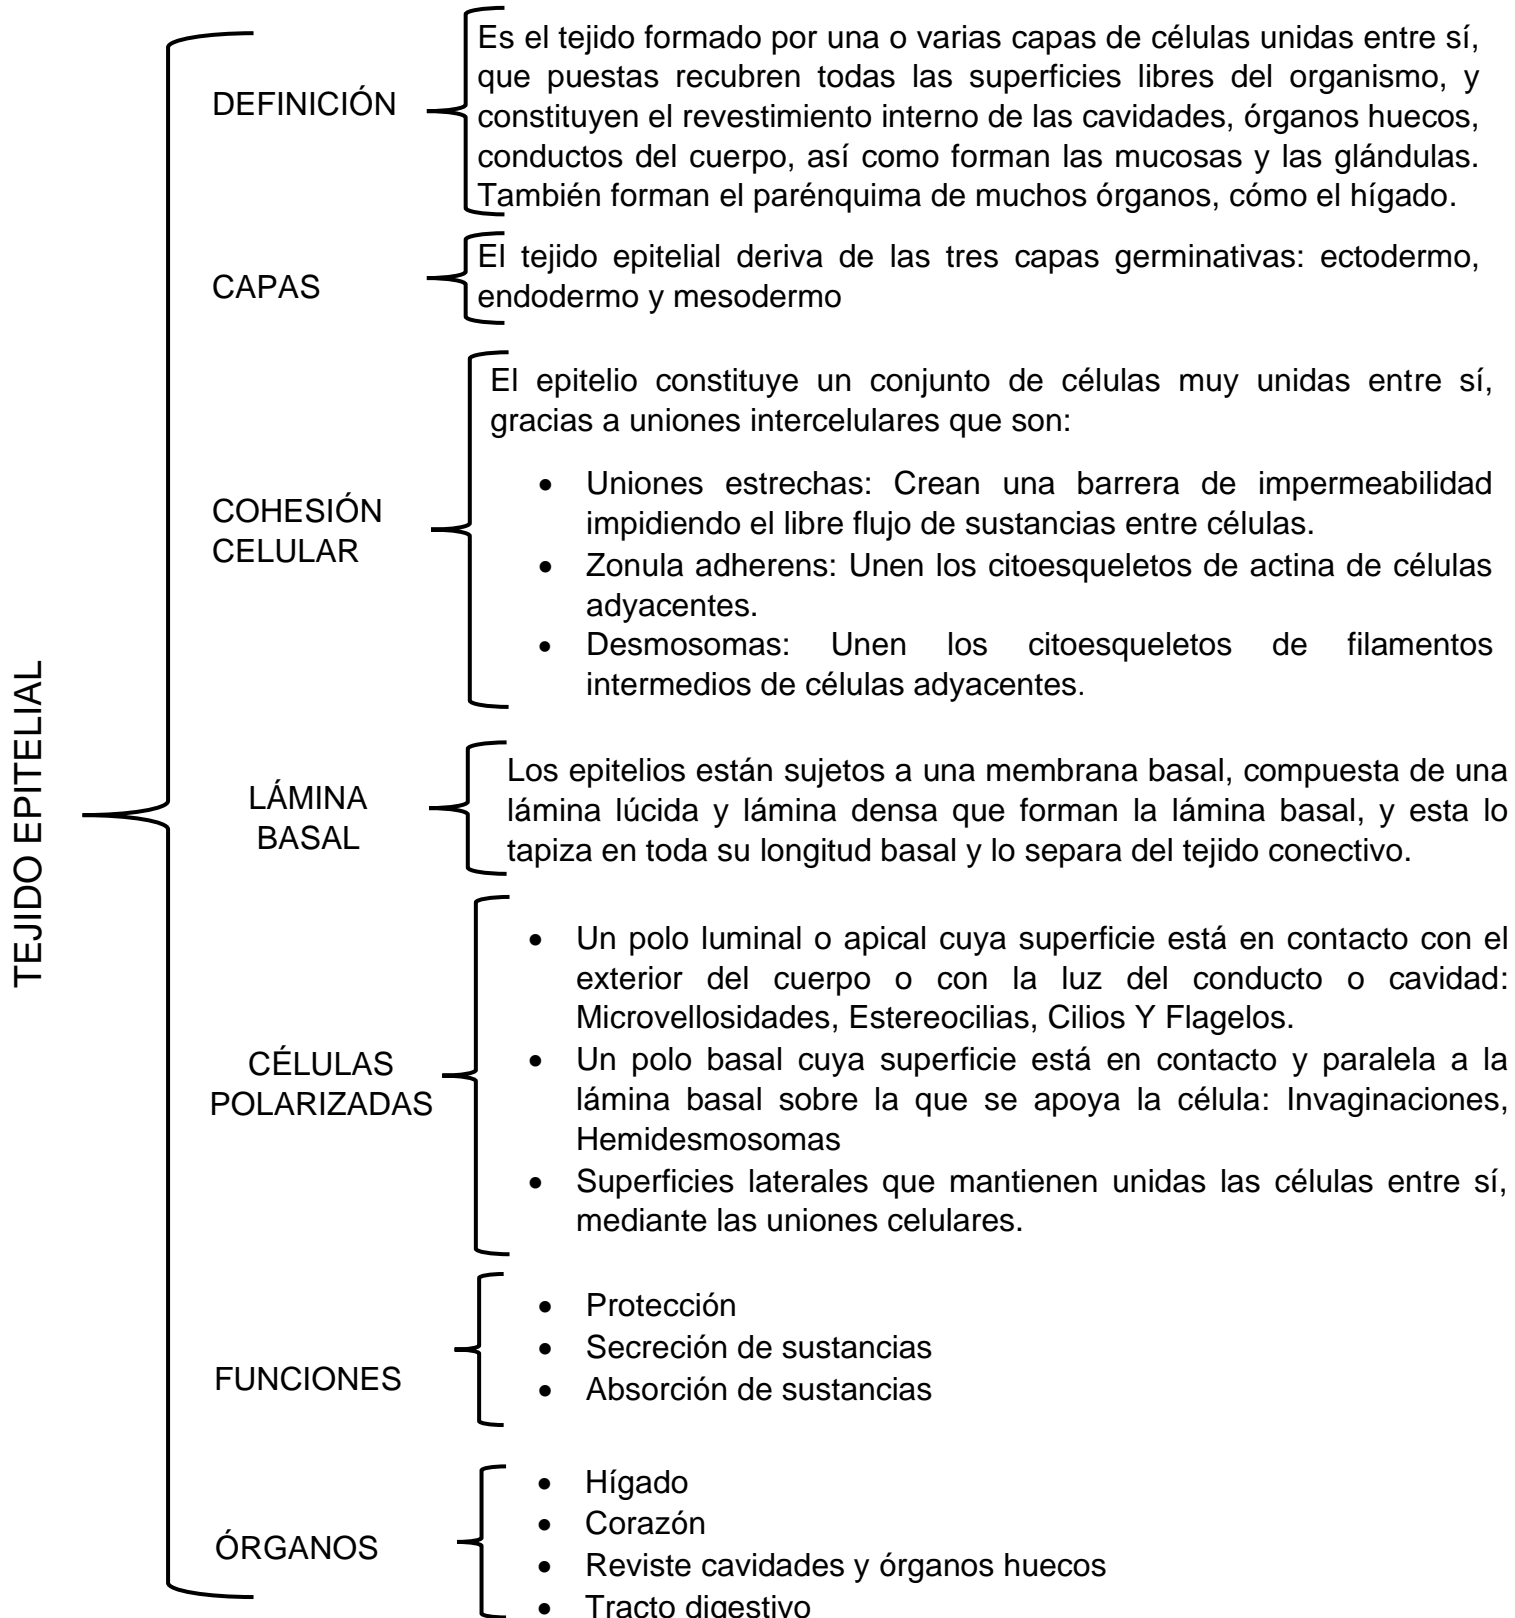 TEJIDO EPITELIAL
DEFINICIÓN
Es el tejido formado por una o varias capas de células unidas entre sí,
que puestas recubren todas las superficies libres del organismo, y
constituyen el revestimiento interno de las cavidades, órganos huecos,
conductos del cuerpo, así como forman las mucosas y las glándulas.
También forman el parénquima de muchos órganos, cómo el hígado.
CAPAS
El tejido epitelial deriva de las tres capas germinativas: ectodermo,
endodermo y mesodermo
COHESIÓN
CELULAR
El epitelio constituye un conjunto de células muy unidas entre sí,
gracias a uniones intercelulares que son:
• Uniones estrechas: Crean una barrera de impermeabilidad
impidiendo el libre flujo de sustancias entre células.
• Zonula adherens: Unen los citoesqueletos de actina de células
adyacentes.
• Desmosomas: Unen los citoesqueletos de filamentos
intermedios de células adyacentes.
LÁMINA
BASAL
Los epitelios están sujetos a una membrana basal, compuesta de una
lámina lúcida y lámina densa que forman la lámina basal, y esta lo
tapiza en toda su longitud basal y lo separa del tejido conectivo.
CÉLULAS
POLARIZADAS
• Un polo luminal o apical cuya superficie está en contacto con el
exterior del cuerpo o con la luz del conducto o cavidad:
Microvellosidades, Estereocilias, Cilios Y Flagelos.
• Un polo basal cuya superficie está en contacto y paralela a la
lámina basal sobre la que se apoya la célula: Invaginaciones,
Hemidesmosomas
• Superficies laterales que mantienen unidas las células entre sí,
mediante las uniones celulares.
FUNCIONES
• Protección
• Secreción de sustancias
• Absorción de sustancias
ÓRGANOS
• Hígado
• Corazón
• Reviste cavidades y órganos huecos
• Tracto digestivo